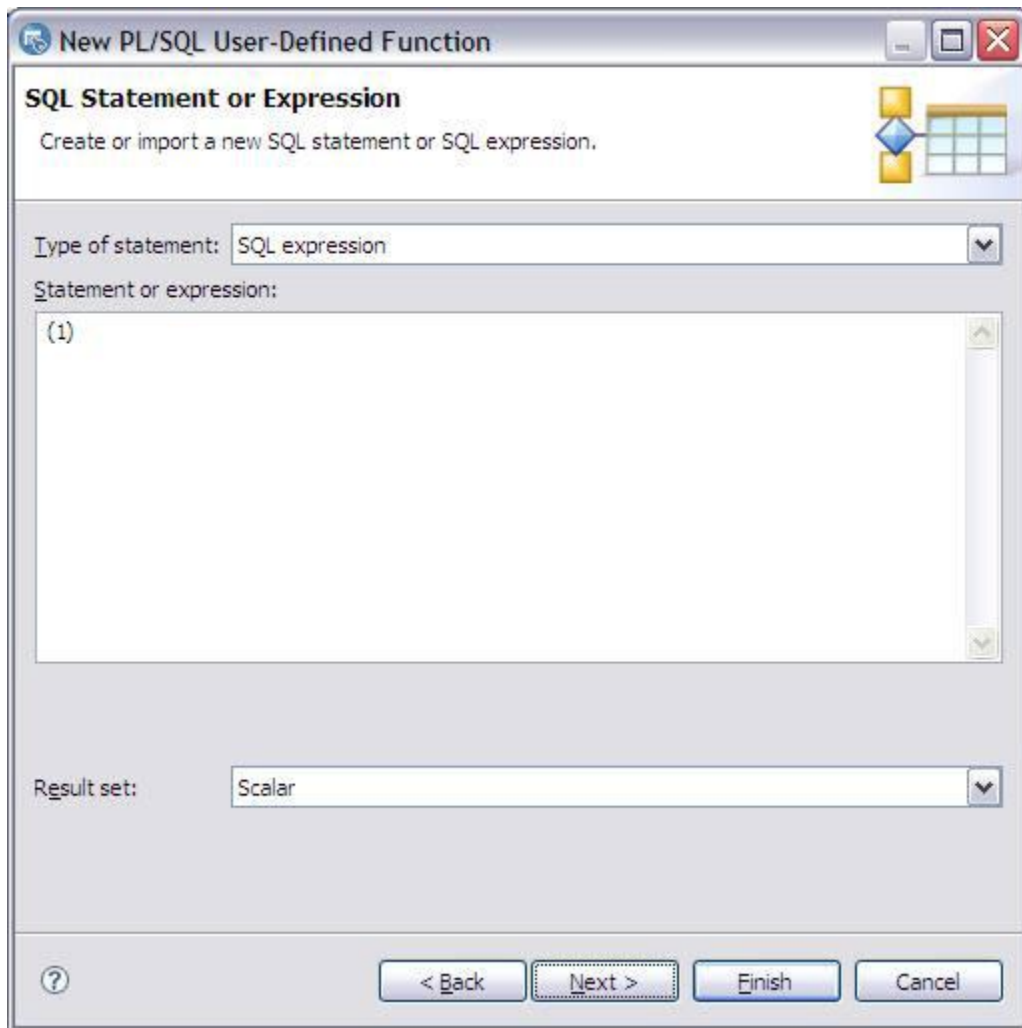 New PL/SQL User-Defined Function
SQL Statement or Expression
Create or import a new SQL statement or SQL expression.
Type of statement: SQL expression
Statement or expression:
(1)
Result set: Scalar
? < Back Next > Finish Cancel